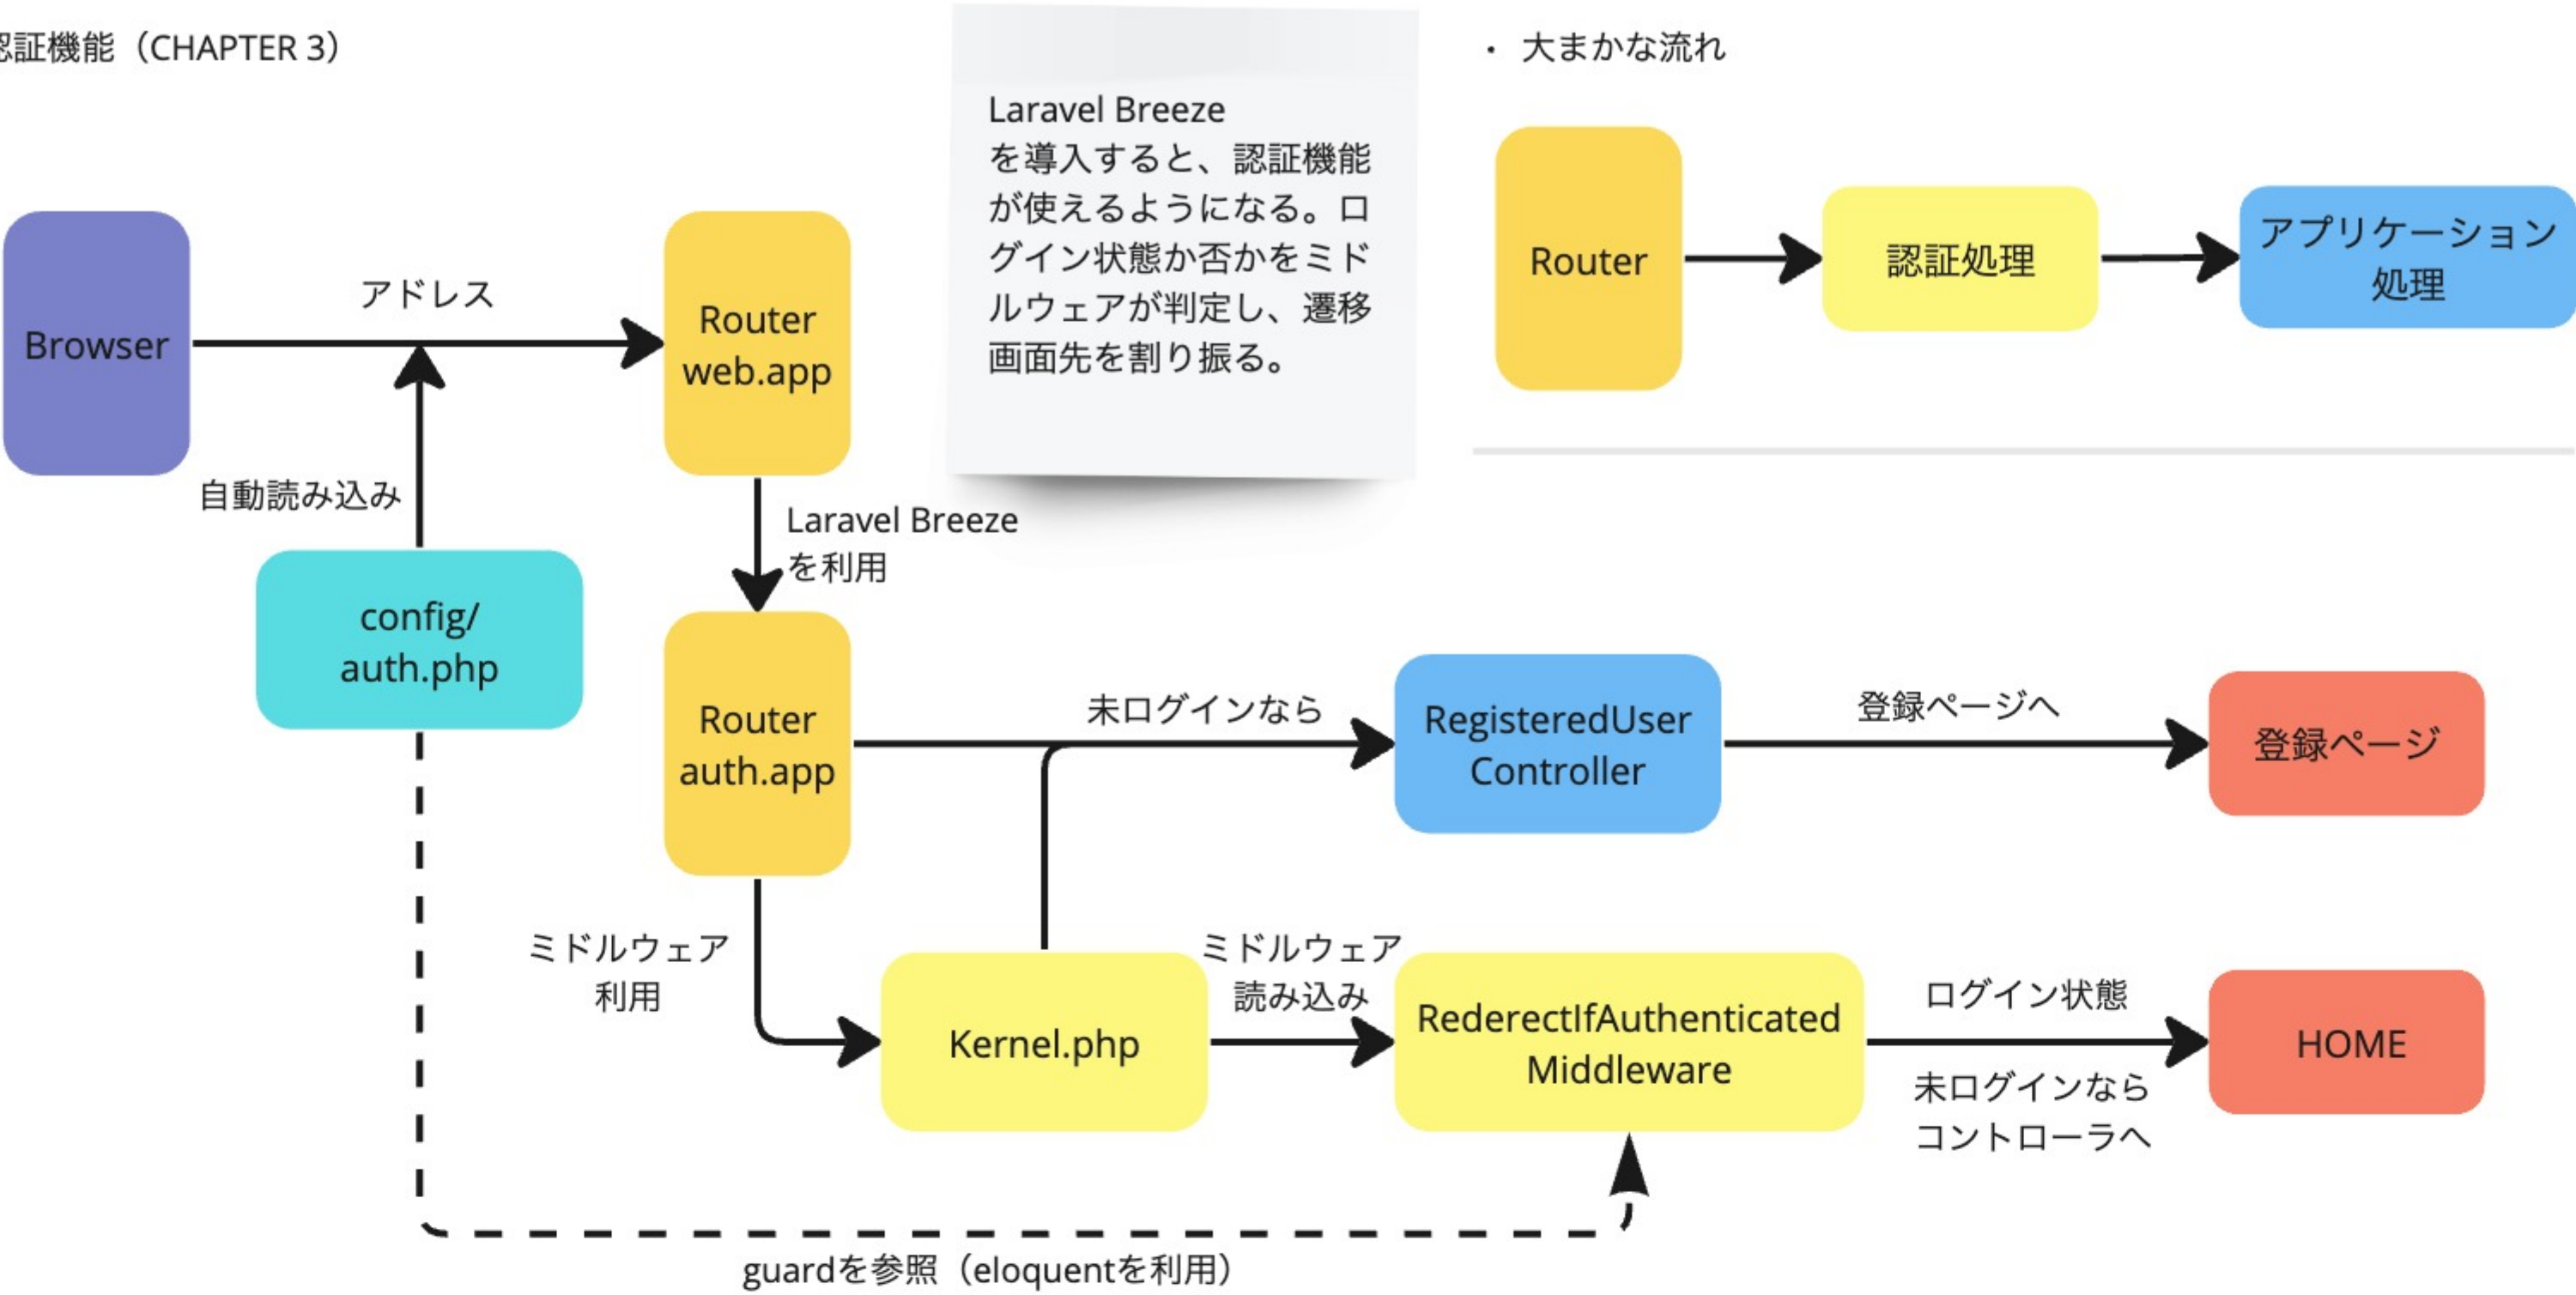 認証機能（CHAPTER 3）
Laravel Breeze
を導入すると、認証機能
が使えるようになる。ロ
グイン状態か否かをミド
ルウェアが判定し、遷移
画面先を割り振る。
・ 大まかな流れ
Router
認証処理
アプリケーション
処理
Browser
アドレス
Router
web.app
自動読み込み
config/
auth.php
Laravel Breeze
を利用
Router
auth.app
未ログインなら
RegisteredUser
Controller
登録ページへ
登録ページ
ミドルウェア
利用
Kernel.php
ミドルウェア
読み込み
RederectIfAuthenticated
Middleware
ログイン状態
未ログインなら
コントローラへ
HOME
guardを参照（eloquentを利用）